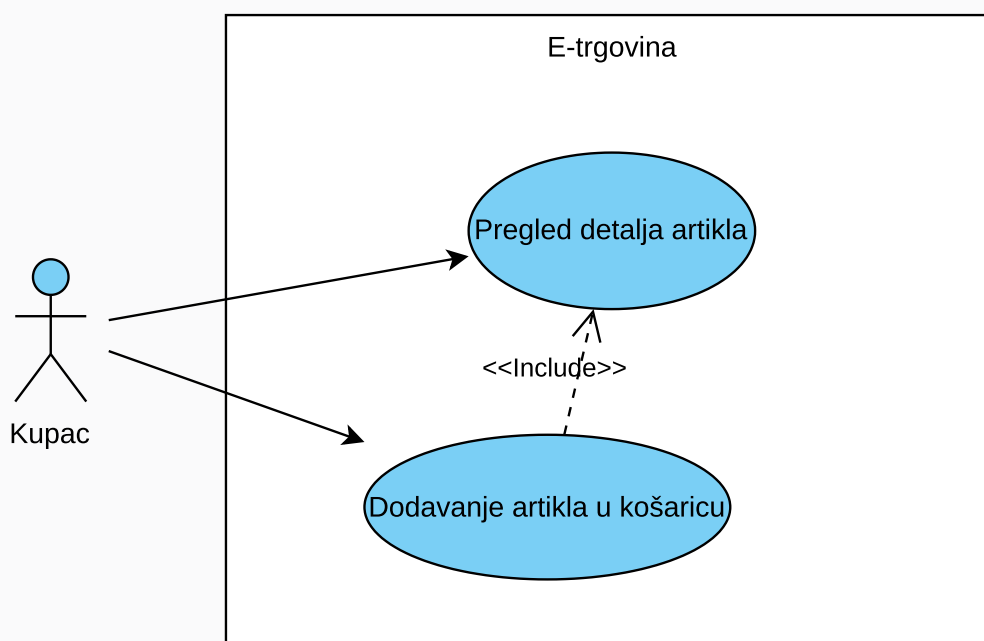 E-trgovina
Pregled detalja artikla
<<Include>>
Kupac
Dodavanje artikla u košaricu